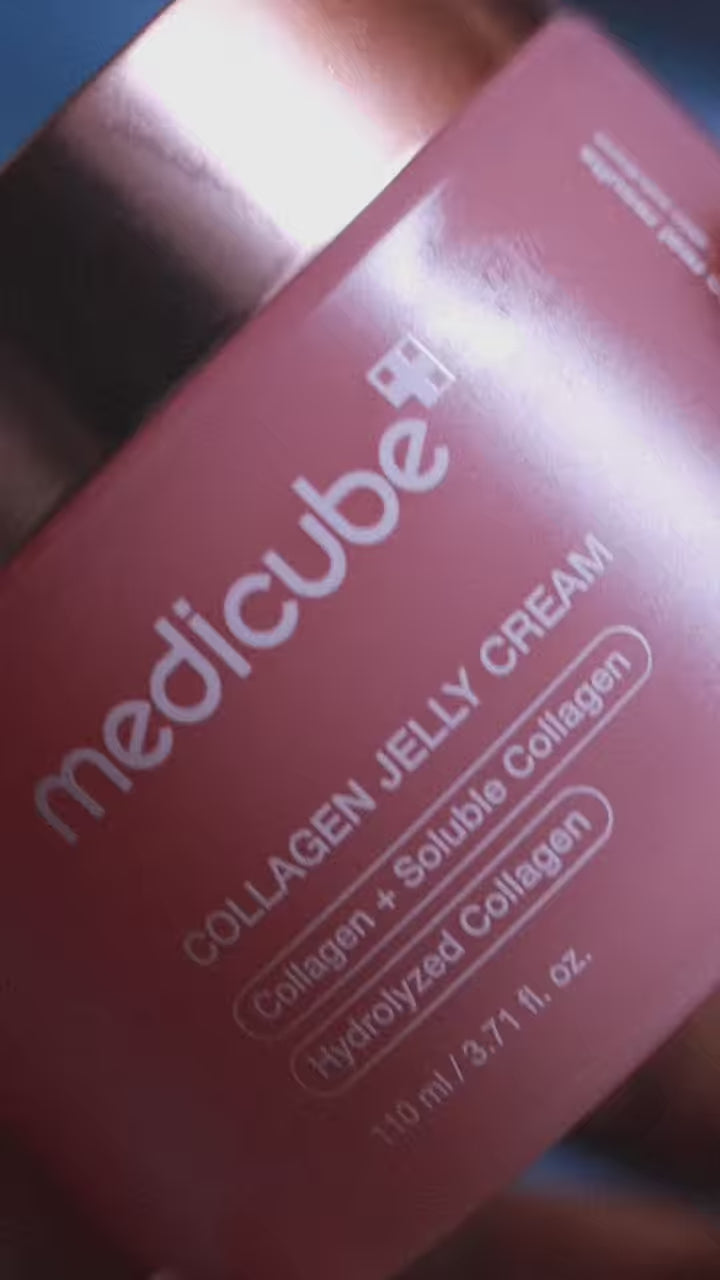 medicube
COLLAGEN JELLY CREAM
Collagen + Soluble Collagen
Hydrolyzed Collagen
110 ml / 3.71 fl. oz.